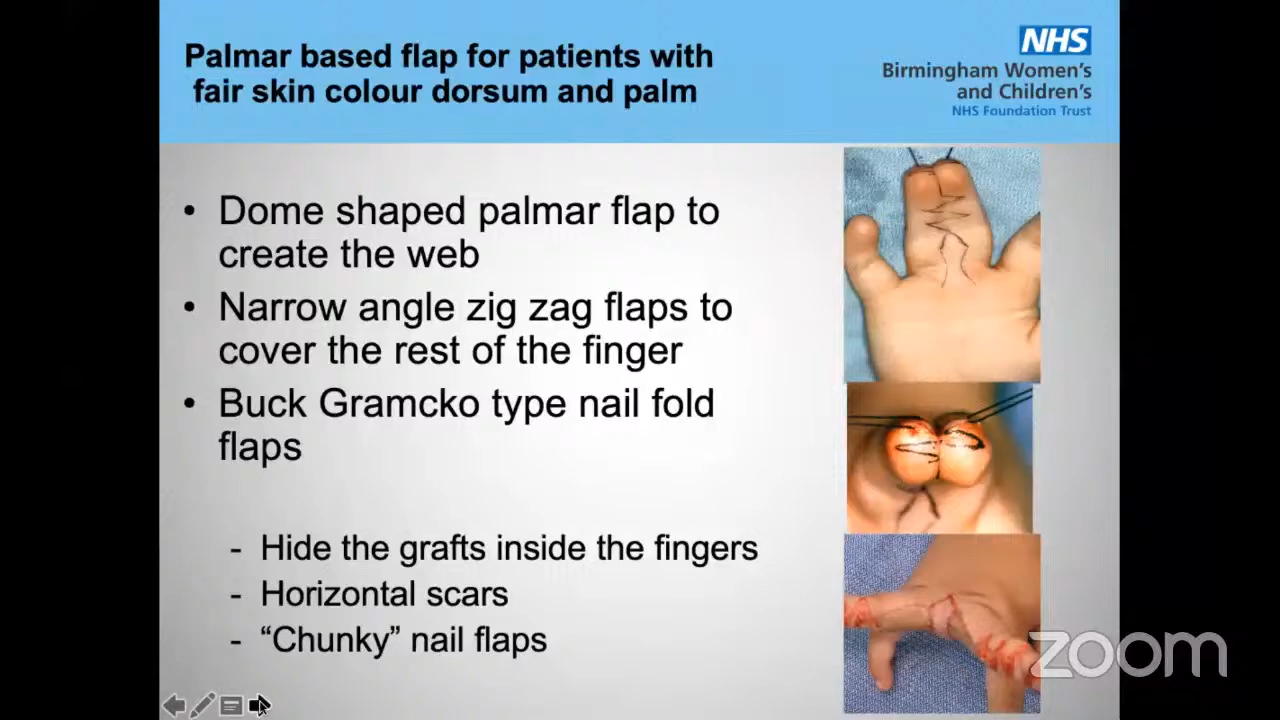 Palmar based flap for patients with
fair skin colour dorsum and palm
NHS
Birmingham Women's
and Children's
NHS Foundation Trust
• Dome shaped palmar flap to
create the web
• Narrow angle zig zag flaps to
cover the rest of the finger
• Buck Gramcko type nail fold
flaps
- Hide the grafts inside the fingers
- Horizontal scars
- “Chunky” nail flaps
zoom